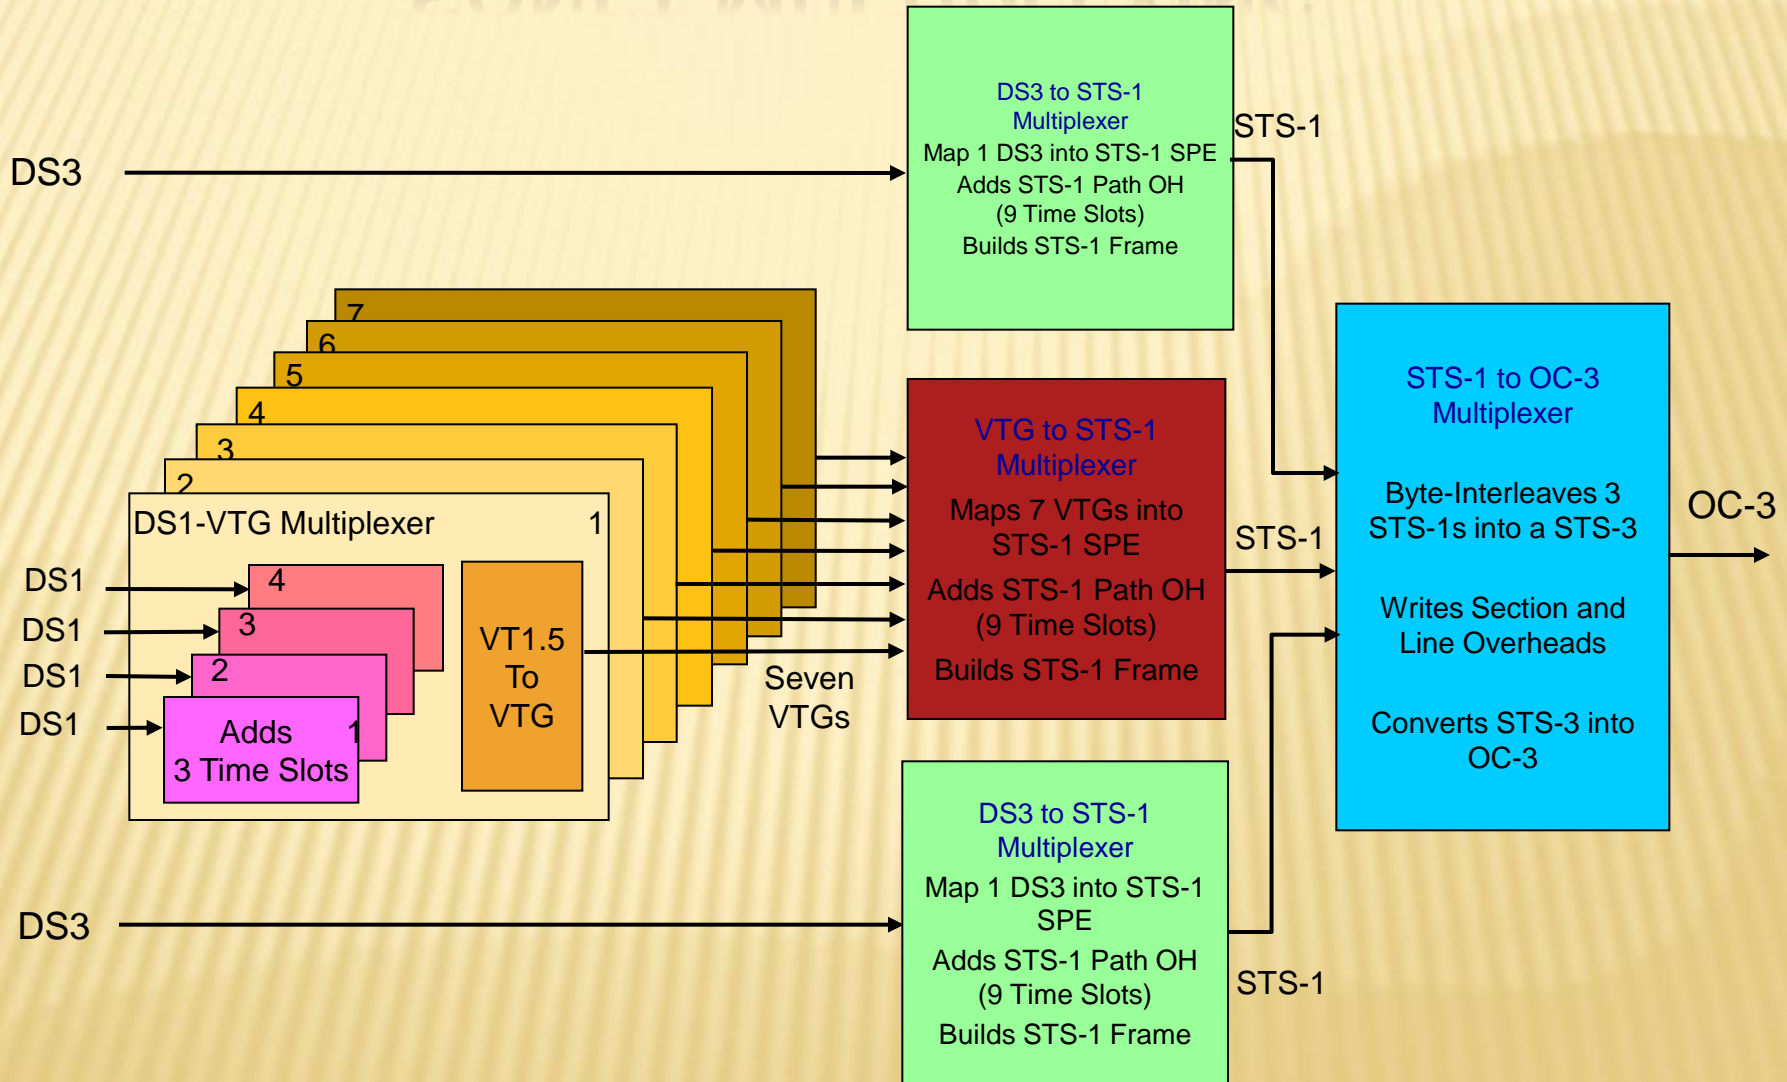 DS3
DS3 to STS-1
Multiplexer
Map 1 DS3 into STS-1 SPE
Adds STS-1 Path OH
(9 Time Slots)
Builds STS-1 Frame
STS-1
7
6
5
4
3
2
DS1-VTG Multiplexer 1
DS1
DS1
DS1
DS1
4
3
2
1
Adds
3 Time Slots
VT1.5
To
VTG
Seven
VTGs
VTG to STS-1
Multiplexer
Maps 7 VTGs into
STS-1 SPE
Adds STS-1 Path OH
(9 Time Slots)
Builds STS-1 Frame
STS-1
STS-1 to OC-3
Multiplexer
Byte-Interleaves 3
STS-1s into a STS-3
Writes Section and
Line Overheads
Converts STS-3 into
OC-3
OC-3
DS3
DS3 to STS-1
Multiplexer
Map 1 DS3 into STS-1
SPE
Adds STS-1 Path OH
(9 Time Slots)
Builds STS-1 Frame
STS-1